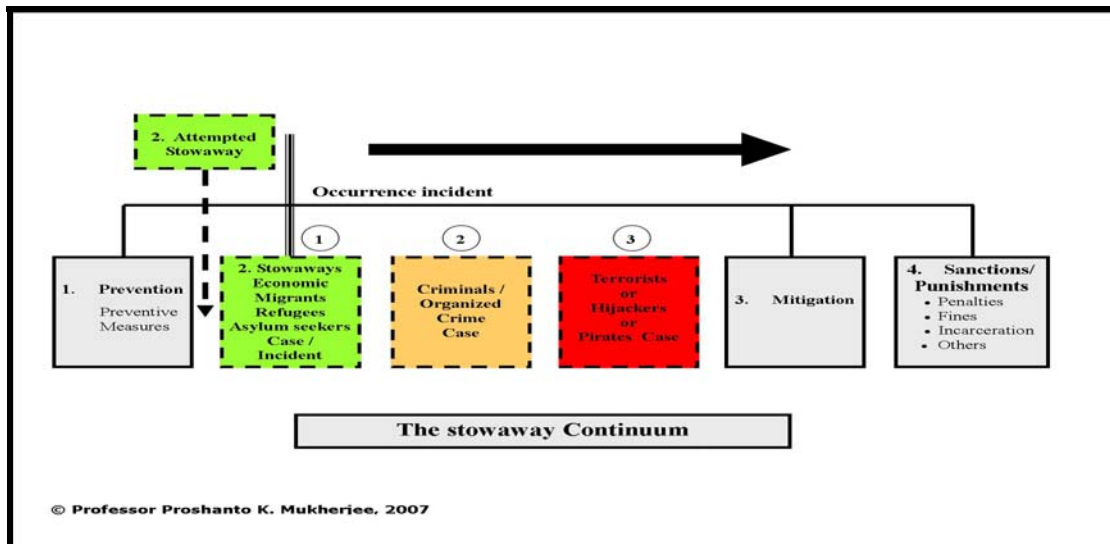 2. Attempted
Stowaway
Occurrence incident
1
2
3
1. Prevention
Preventive
Measures
2. Stowaways
Economic
Migrants
Refugees
Asylum seekers
Case /
Incident
Criminals /
Organized
Crime
Case
Terrorists
or
Hijackers
or
Pirates Case
3. Mitigation
4. Sanctions/
Punishments
• Penalties
• Fines
• Incarceration
• Others
The stowaway Continuum
© Professor Proshanto K. Mukherjee, 2007